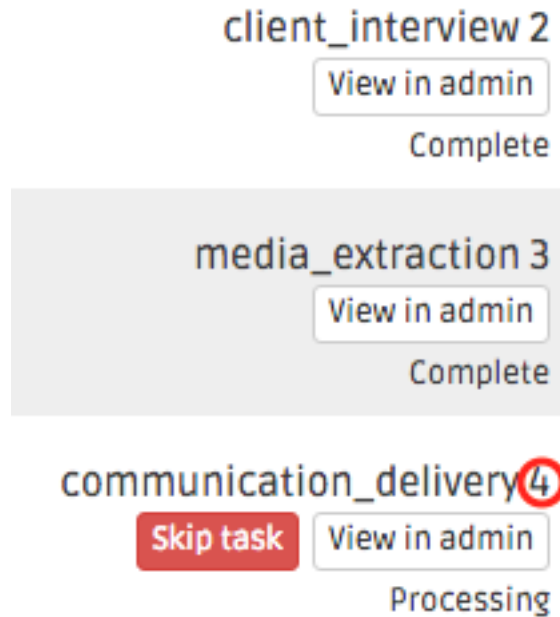 client_interview 2
View in admin
Complete
media_extraction 3
View in admin
Complete
communication_delivery 4
Skip task View in admin
Processing